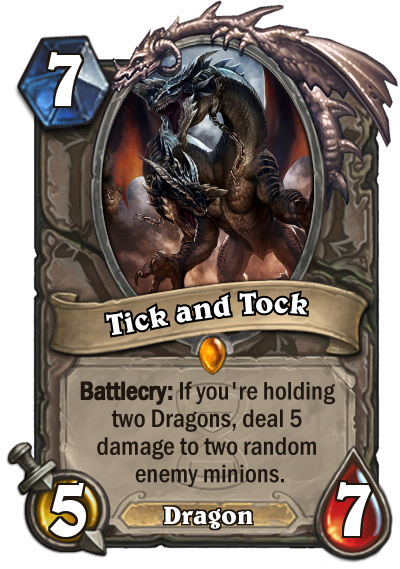 7
Tick and Tock
Battlecry: If you're holding
two Dragons, deal 5
damage to two random
enemy minions.
5
Dragon
7